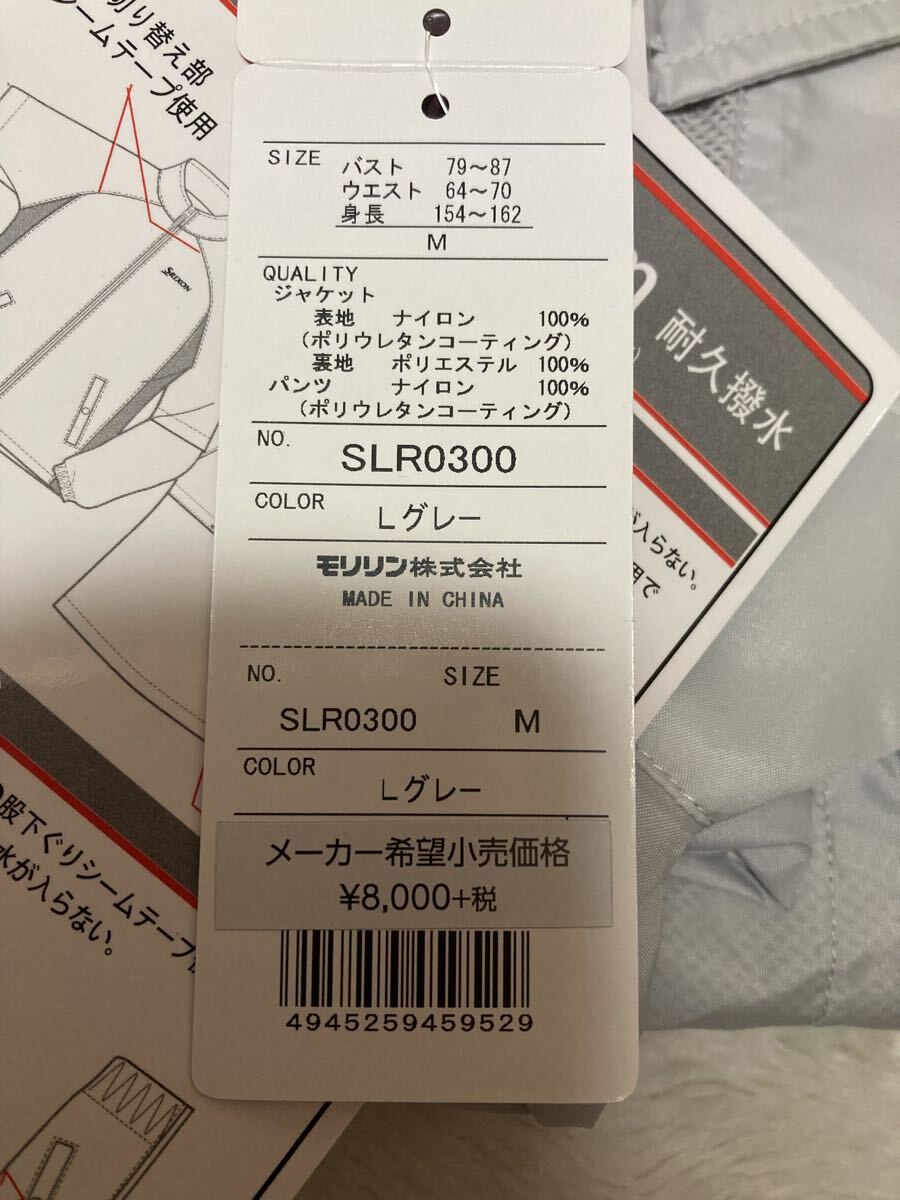 切り替え部
シームテープ使用
SRIXON
SIZE
バスト 79～87
ウエスト 64～70
身長 154～162
M
QUALITY
ジャケット
表地 ナイロン 100%
(ポリウレタンコーティング)
裏地 ポリエステル 100%
パンツ ナイロン 100%
(ポリウレタンコーティング)
NO.
SLR0300
COLOR
Lグレー
モリリン株式会社
MADE IN CHINA
NO. SIZE
SLR0300 M
COLOR
Lグレー
メーカー希望小売価格
¥8,000+税
4945259459529
耐久撥水
が入らない。
用で
股下ぐりシームテープ
水が入らない。